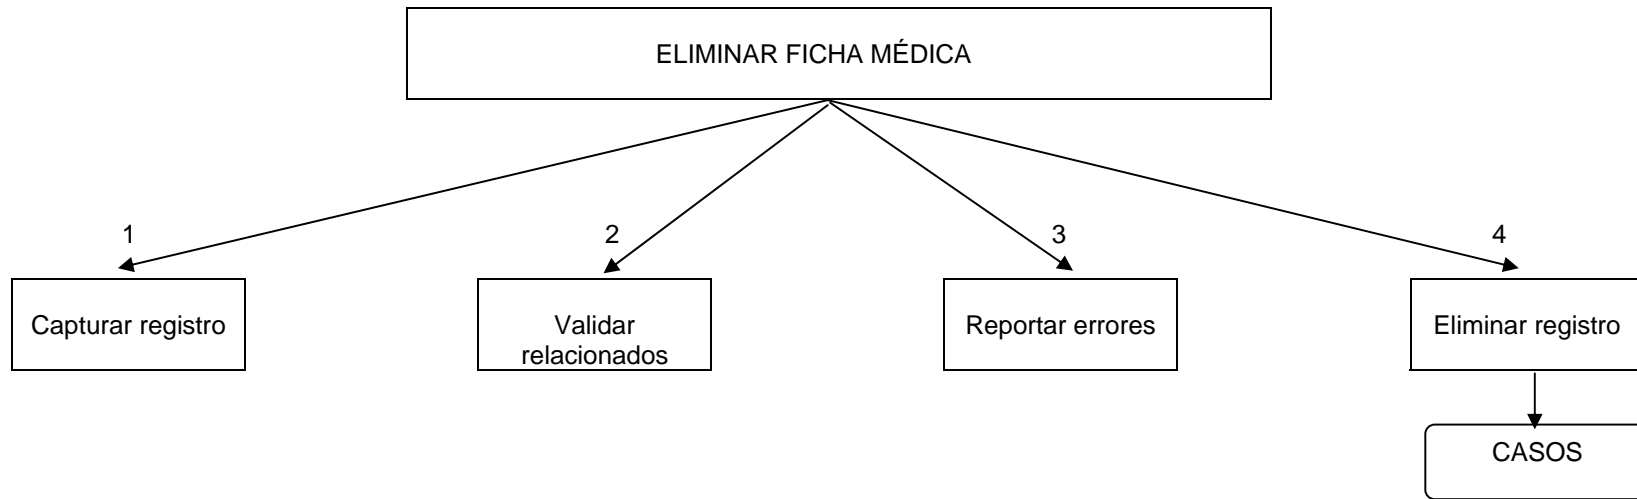 ELIMINAR FICHA MÉDICA
1
2
3
4
Capturar registro
Validar
relacionados
Reportar errores
Eliminar registro
CASOS